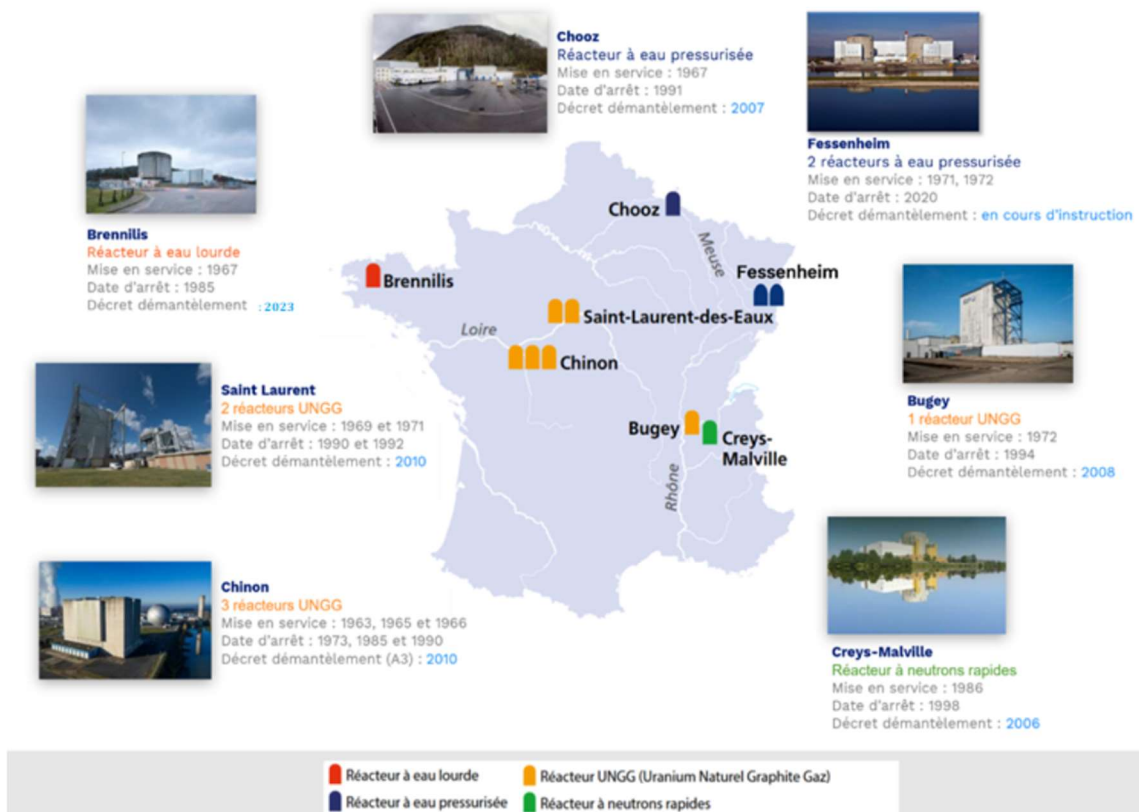 Chooz
Réacteur à eau pressurisée
Mise en service : 1967
Date d'arrêt : 1991
Décret démantèlement : 2007
Fessenheim
2 réacteurs à eau pressurisée
Mise en service : 1971, 1972
Date d'arrêt : 2020
Décret démantèlement : en cours d'instruction
Brennilis
Réacteur à eau lourde
Mise en service : 1967
Date d'arrêt : 1985
Décret démantèlement : 2023
Chooz
Meuse
Fessenheim
Brennilis
Saint-Laurent-des-Eaux
Loire
Chinon
Bugey
Creys-
Malville
Rhône
Saint Laurent
2 réacteurs UNGG
Mise en service : 1969 et 1971
Date d'arrêt : 1990 et 1992
Décret démantèlement : 2010
Bugey
1 réacteur UNGG
Mise en service : 1972
Date d'arrêt : 1994
Décret démantèlement : 2008
Chinon
3 réacteurs UNGG
Mise en service : 1963, 1965 et 1966
Date d'arrêt : 1973, 1985 et 1990
Décret démantèlement (A3) : 2010
Creys-Malville
Réacteur à neutrons rapides
Mise en service : 1986
Date d'arrêt : 1998
Décret démantèlement : 2006
Réacteur à eau lourde
Réacteur UNGG (Uranium Naturel Graphite Gaz)
Réacteur à eau pressurisée
Réacteur à neutrons rapides